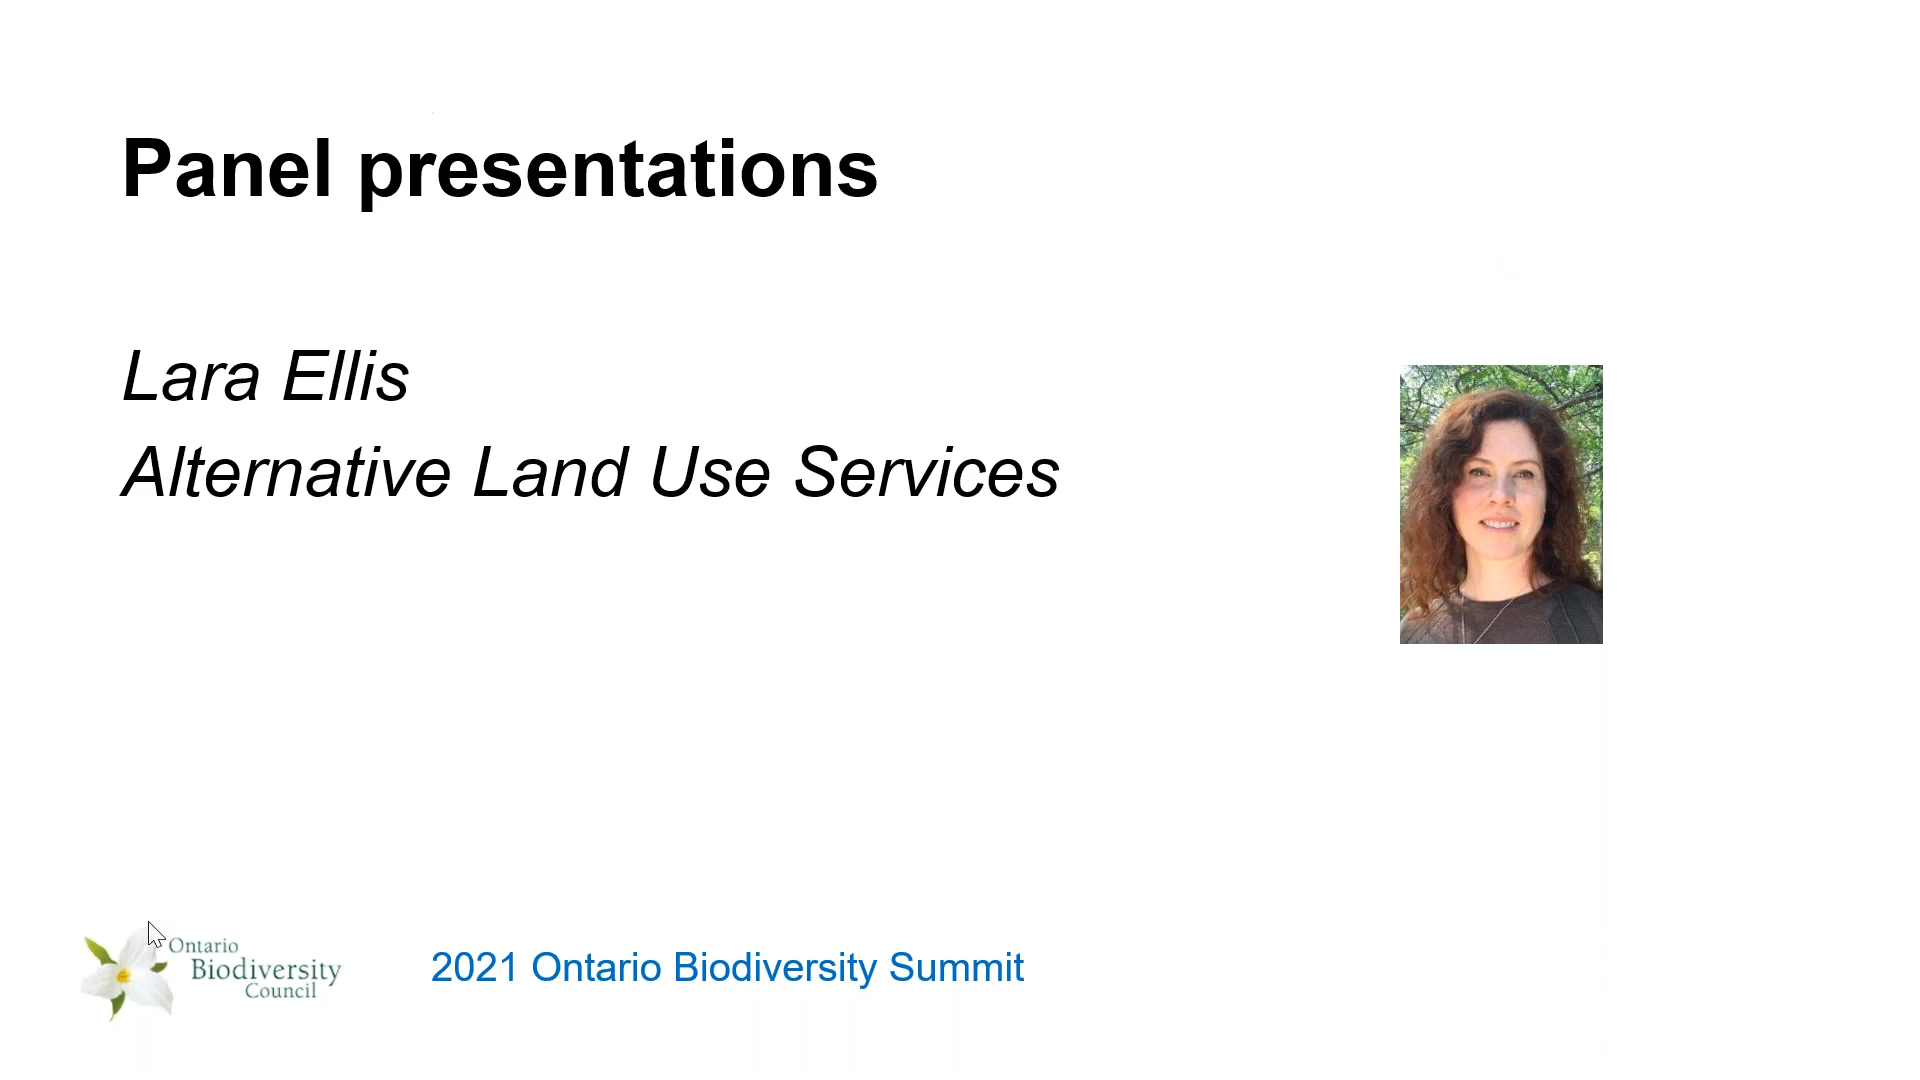 Panel presentations
Lara Ellis
Alternative Land Use Services
Ontario
Biodiversity
Council
2021 Ontario Biodiversity Summit